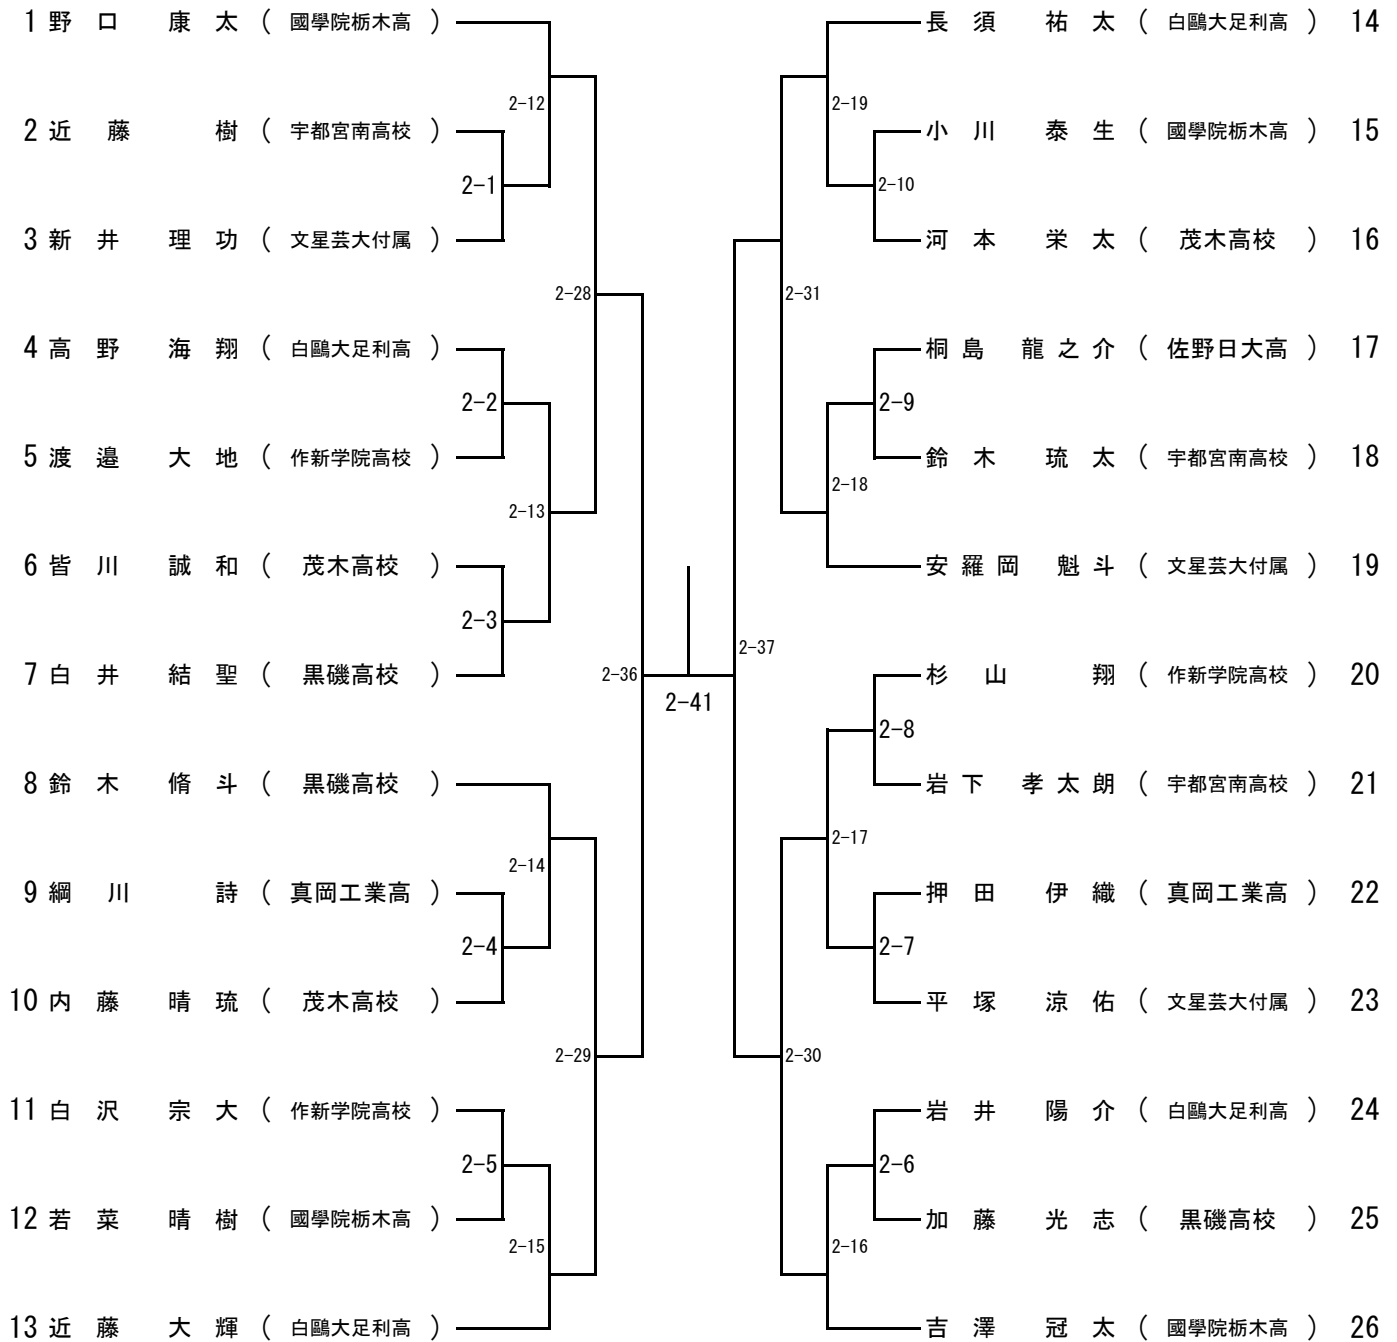 1 野口 康太 ( 國學院栃木高 )
2 近藤 樹 ( 宇都宮南高校 )
3 新井 理功 ( 文星芸大付属 )
4 高野 海翔 ( 白鷗大足利高 )
5 渡邉 大地 ( 作新学院高校 )
6 皆川 誠和 ( 茂木高校 )
7 白井 結聖 ( 黒磯高校 )
8 鈴木 脩斗 ( 黒磯高校 )
9 綱川 詩 ( 真岡工業高 )
10 内藤 晴琉 ( 茂木高校 )
11 白沢 宗大 ( 作新学院高校 )
12 若菜 晴樹 ( 國學院栃木高 )
13 近藤 大輝 ( 白鷗大足利高 )
2-12
2-1
2-28
2-2
2-13
2-3
2-36
2-14
2-4
2-29
2-5
2-15
2-41
2-19
2-10
2-31
2-9
2-18
2-37
2-8
2-17
2-7
2-30
2-6
2-16
長須 祐太 ( 白鷗大足利高 ) 14
小川 泰生 ( 國學院栃木高 ) 15
河本 栄太 ( 茂木高校 ) 16
桐島 龍之介 ( 佐野日大高 ) 17
鈴木 琉太 ( 宇都宮南高校 ) 18
安羅岡 魁斗 ( 文星芸大付属 ) 19
杉山 翔 ( 作新学院高校 ) 20
岩下 孝太朗 ( 宇都宮南高校 ) 21
押田 伊織 ( 真岡工業高 ) 22
平塚 涼佑 ( 文星芸大付属 ) 23
岩井 陽介 ( 白鷗大足利高 ) 24
加藤 光志 ( 黒磯高校 ) 25
吉澤 冠太 ( 國學院栃木高 ) 26